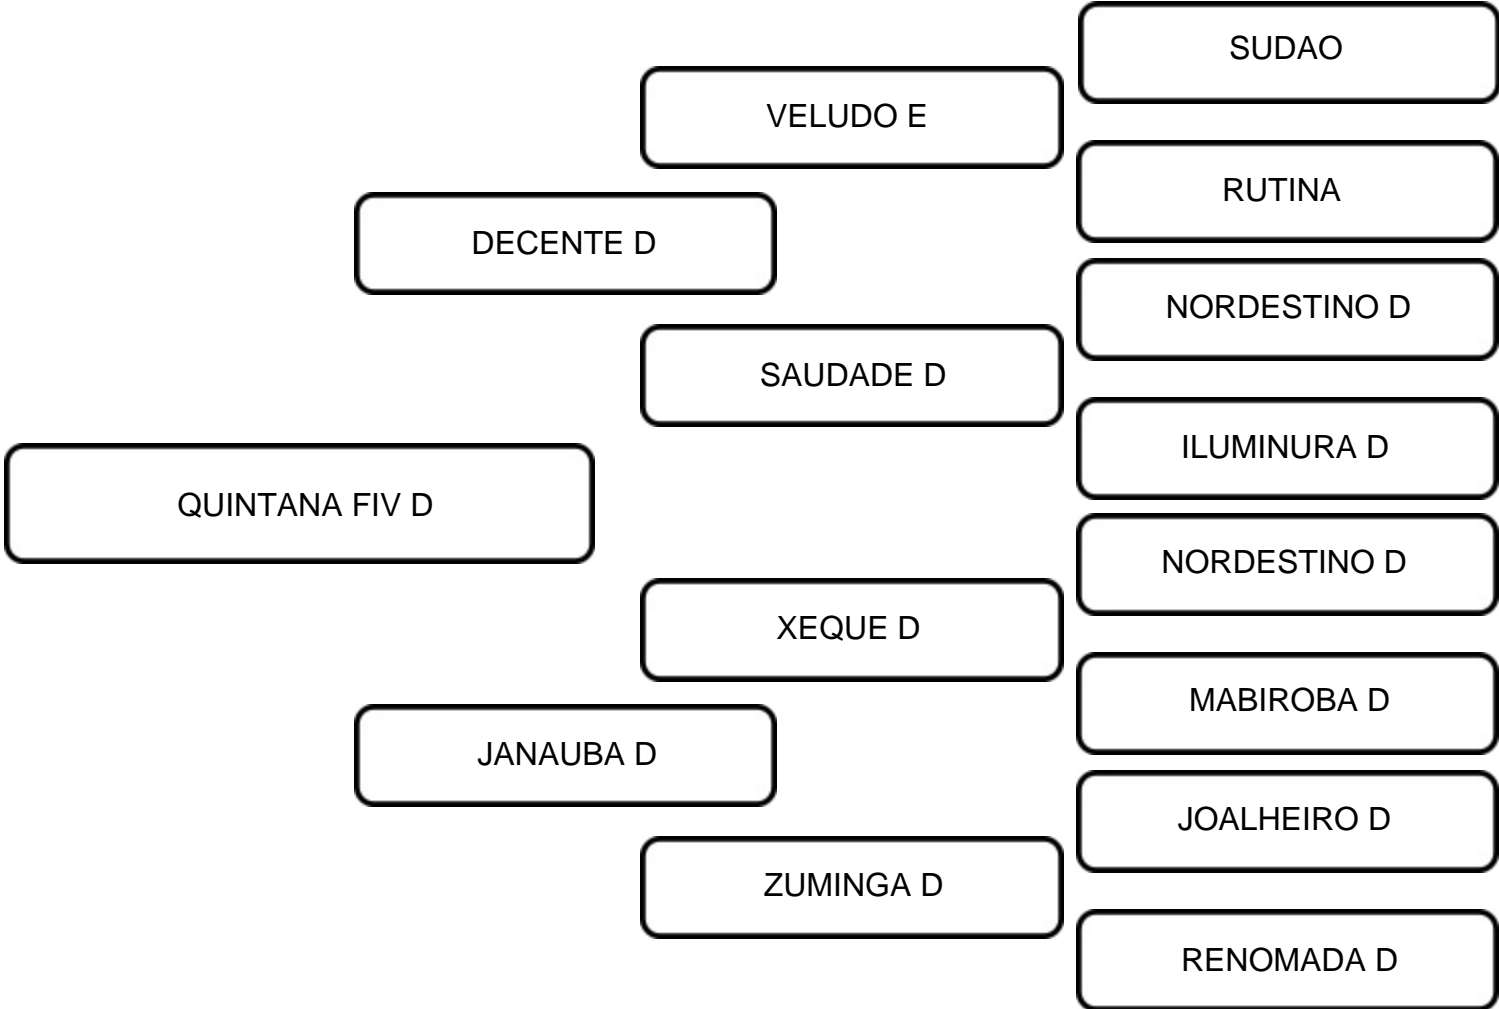 SUDAO
VELUDO E
RUTINA
DECENTE D
NORDESTINO D
SAUDADE D
ILUMINURA D
QUINTANA FIV D
NORDESTINO D
XEQUE D
MABIROBA D
JANAUBA D
JOALHEIRO D
ZUMINGA D
RENOMADA D